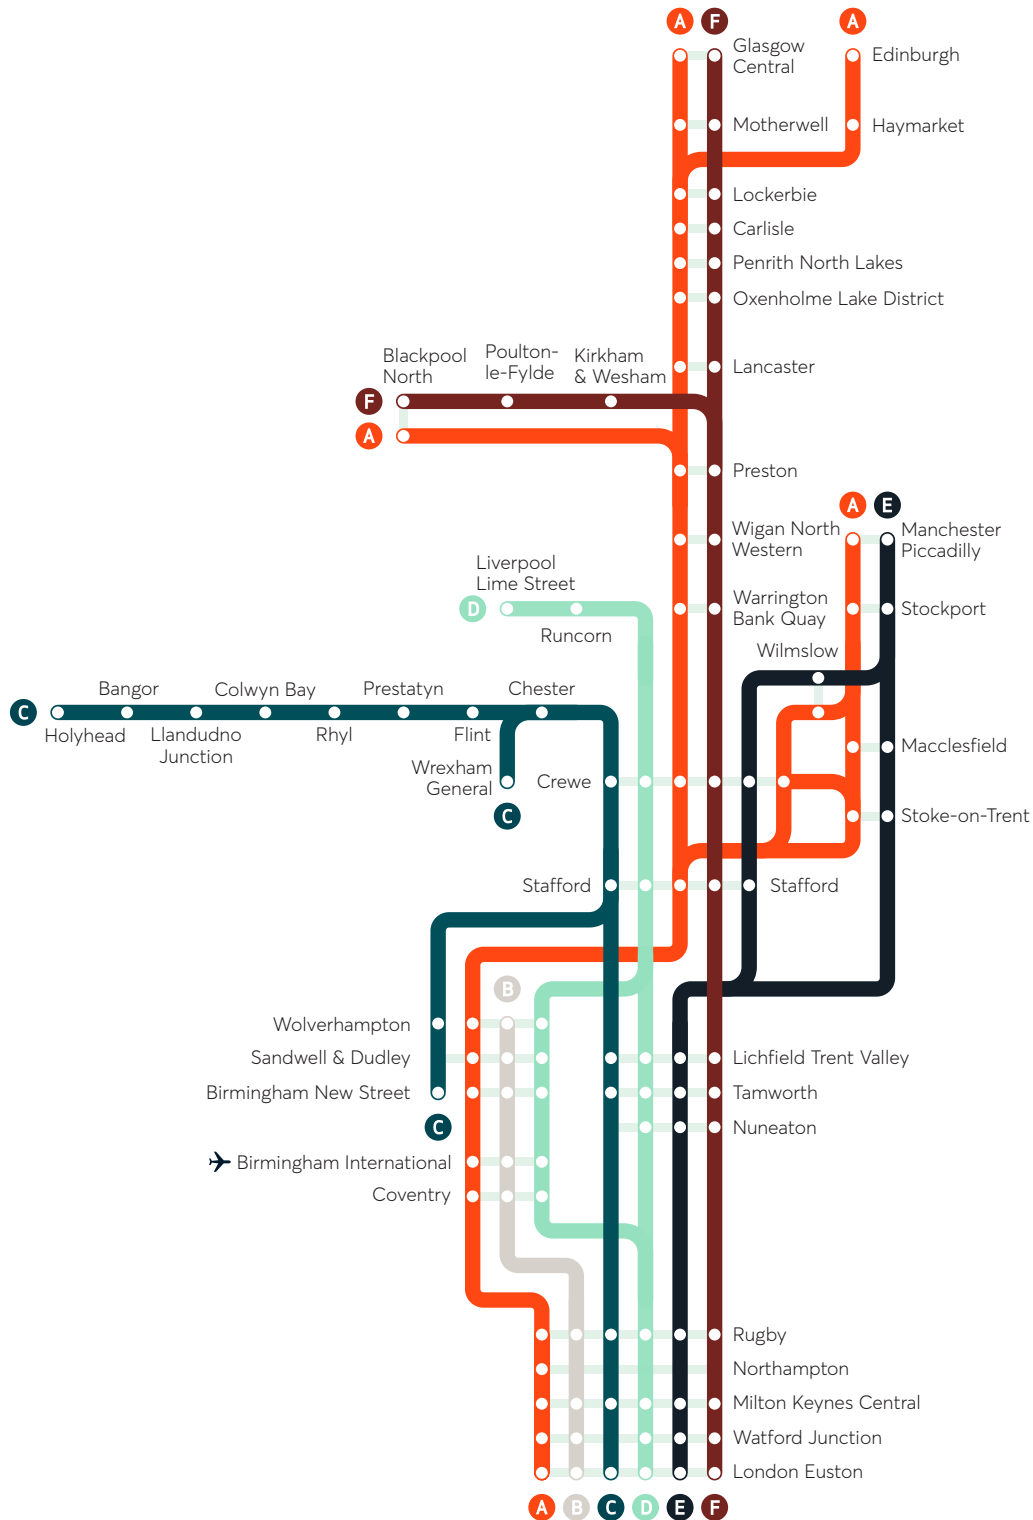 A
F
A
Glasgow
Central
Edinburgh
Motherwell
Haymarket
Lockerbie
Carlisle
Penrith North Lakes
Oxenholme Lake District
Lancaster
Blackpool
North
Poulton-
le-Fylde
Kirkham
& Wesham
F
A
Preston
A
E
Wigan North
Western
Manchester
Piccadilly
Liverpool
Lime Street
D
Runcorn
Warrington
Bank Quay
Stockport
Wilmslow
C
Holyhead
Bangor
Llandudno
Junction
Colwyn Bay
Rhyl
Prestatyn
Flint
Chester
Wrexham
General
C
Crewe
Macclesfield
Stoke-on-Trent
Stafford
Stafford
B
Wolverhampton
Sandwell & Dudley
Lichfield Trent Valley
Birmingham New Street
Tamworth
C
Nuneaton
Birmingham International
Coventry
Rugby
Northampton
Milton Keynes Central
Watford Junction
London Euston
A
B
C
D
E
F